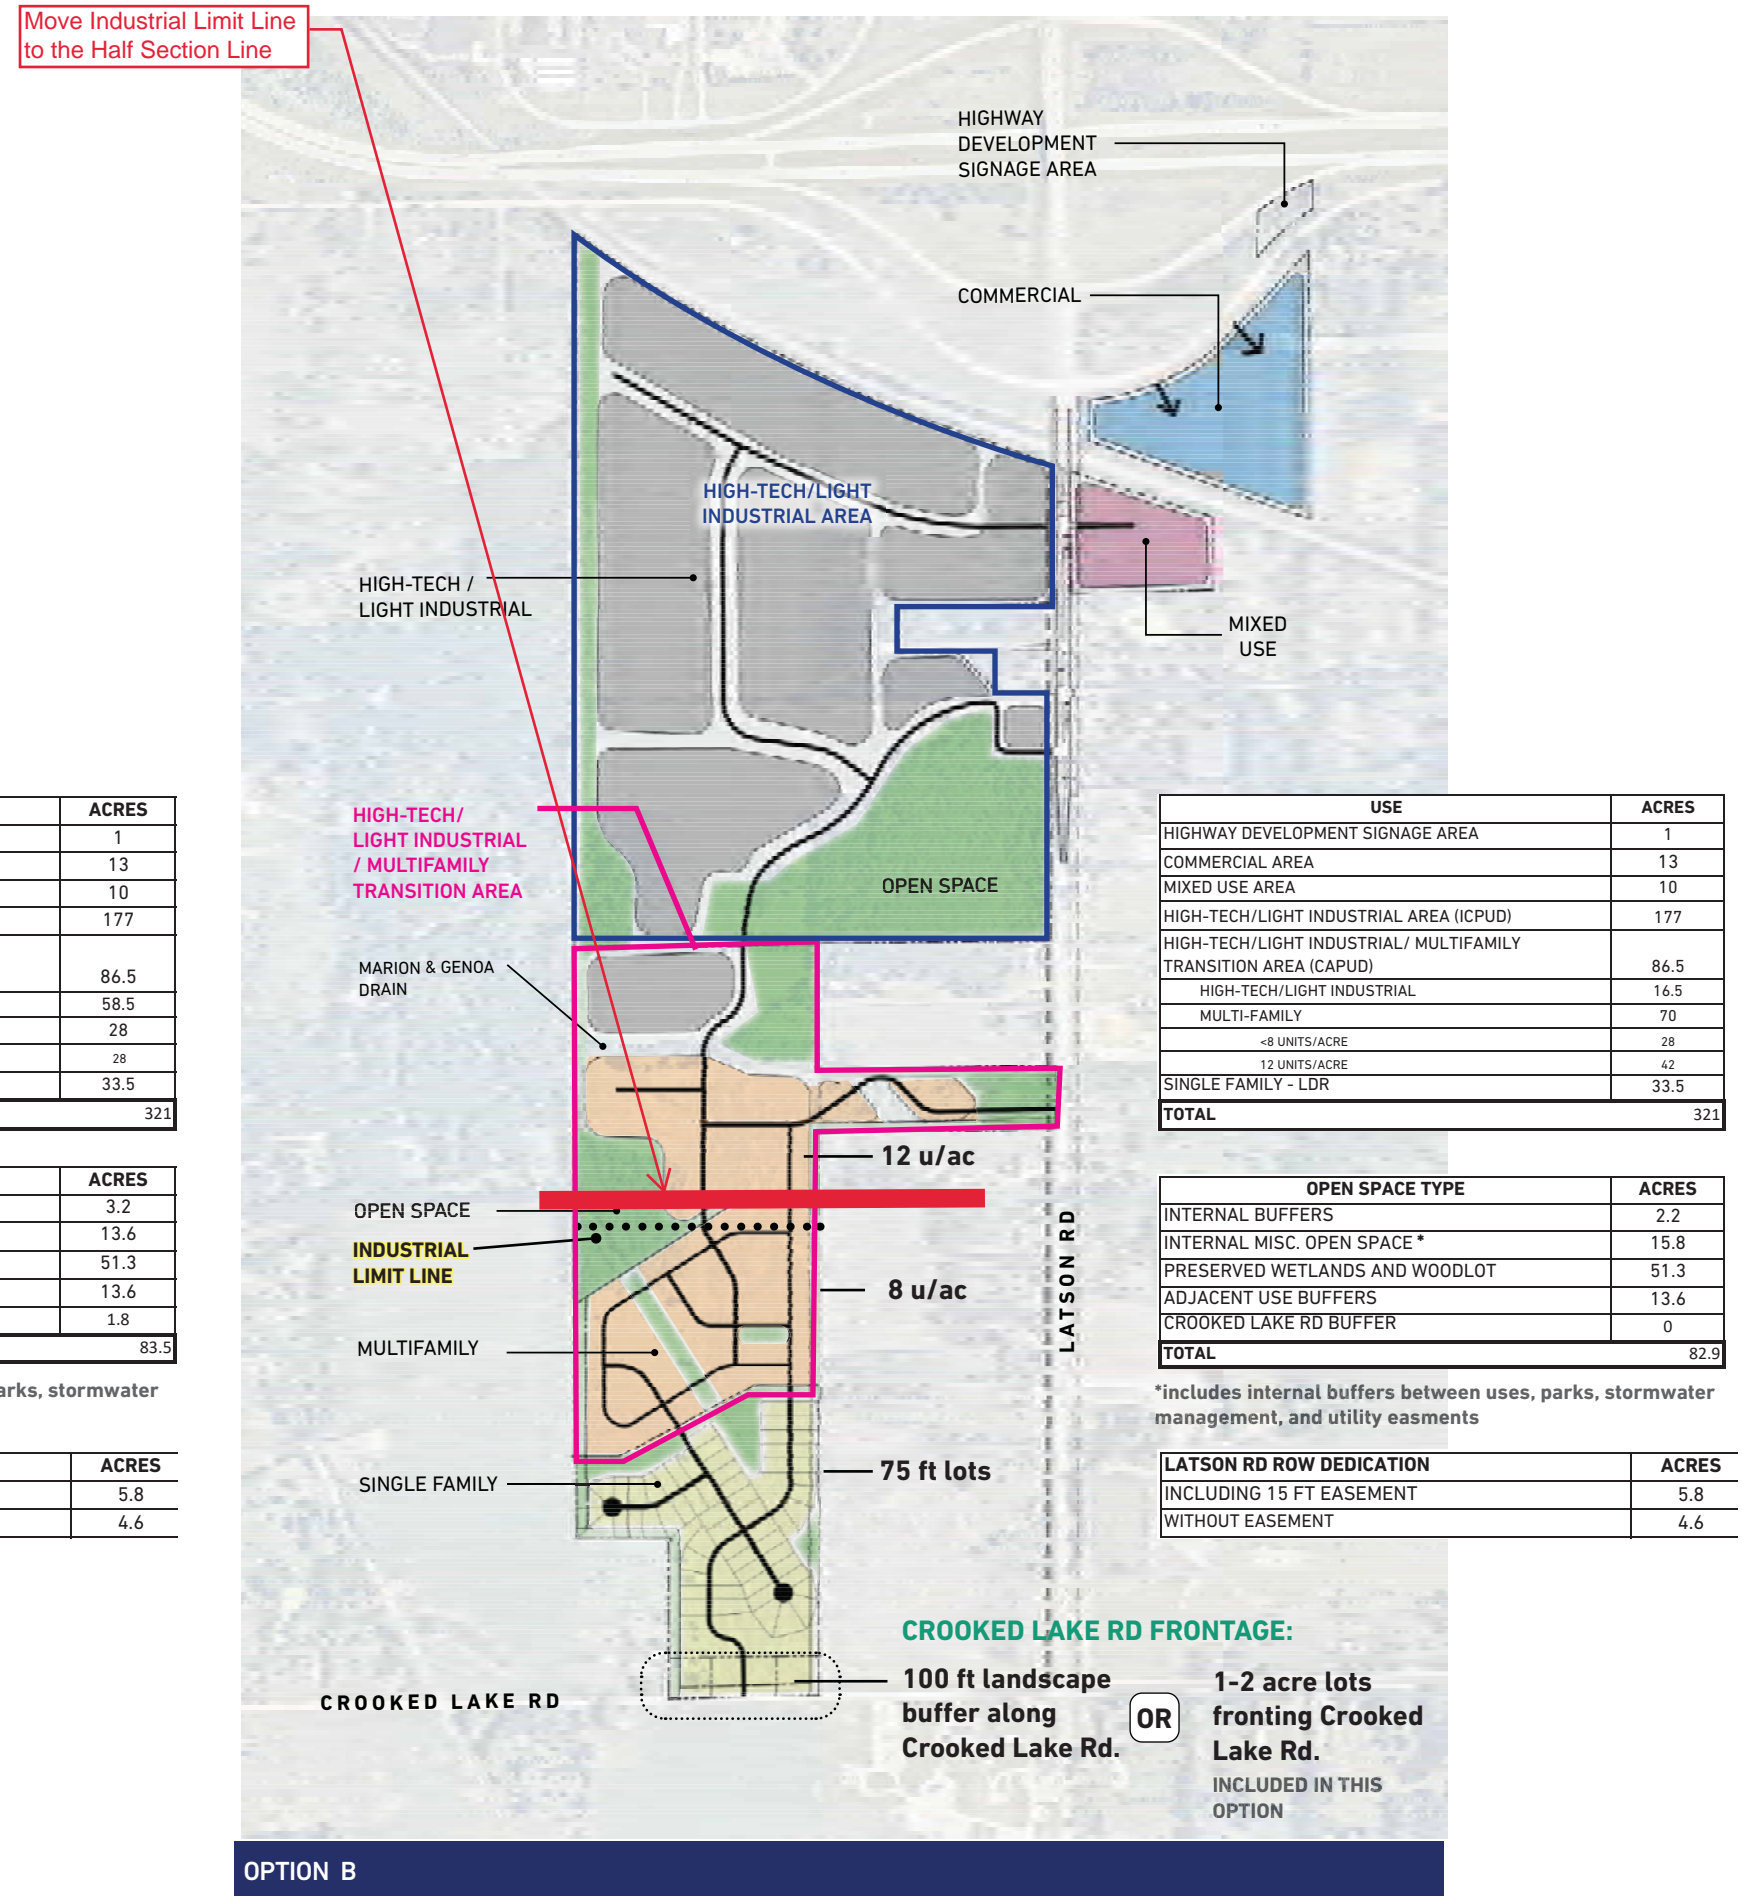 Move Industrial Limit Line
to the Half Section Line
HIGHWAY
DEVELOPMENT
SIGNAGE AREA
COMMERCIAL
HIGH-TECH/LIGHT
INDUSTRIAL AREA
HIGH-TECH /
LIGHT INDUSTRIAL
MIXED
USE
HIGH-TECH/
LIGHT INDUSTRIAL
/ MULTIFAMILY
TRANSITION AREA
OPEN SPACE
MARION & GENOA
DRAIN
12 u/ac
OPEN SPACE
INDUSTRIAL
LIMIT LINE
8 u/ac
LATSON RD
MULTIFAMILY
75 ft lots
SINGLE FAMILY
CROOKED LAKE RD
CROOKED LAKE RD FRONTAGE:
100 ft landscape
buffer along
Crooked Lake Rd.
OR
1-2 acre lots
fronting Crooked
Lake Rd.
INCLUDED IN THIS
OPTION
ACRES
1
13
10
177
86.5
58.5
28
28
33.5
321
ACRES
3.2
13.6
51.3
13.6
1.8
83.5
arks, stormwater
ACRES
5.8
4.6
USE ACRES
HIGHWAY DEVELOPMENT SIGNAGE AREA 1
COMMERCIAL AREA 13
MIXED USE AREA 10
HIGH-TECH/LIGHT INDUSTRIAL AREA (ICPUD) 177
HIGH-TECH/LIGHT INDUSTRIAL/ MULTIFAMILY
TRANSITION AREA (CAPUD) 86.5
HIGH-TECH/LIGHT INDUSTRIAL 16.5
MULTI-FAMILY 70
<8 UNITS/ACRE 28
12 UNITS/ACRE 42
SINGLE FAMILY - LDR 33.5
TOTAL 321
OPEN SPACE TYPE ACRES
INTERNAL BUFFERS 2.2
INTERNAL MISC. OPEN SPACE * 15.8
PRESERVED WETLANDS AND WOODLOT 51.3
ADJACENT USE BUFFERS 13.6
CROOKED LAKE RD BUFFER 0
TOTAL 82.9
*includes internal buffers between uses, parks, stormwater
management, and utility easments
LATSON RD ROW DEDICATION ACRES
INCLUDING 15 FT EASEMENT 5.8
WITHOUT EASEMENT 4.6
OPTION B